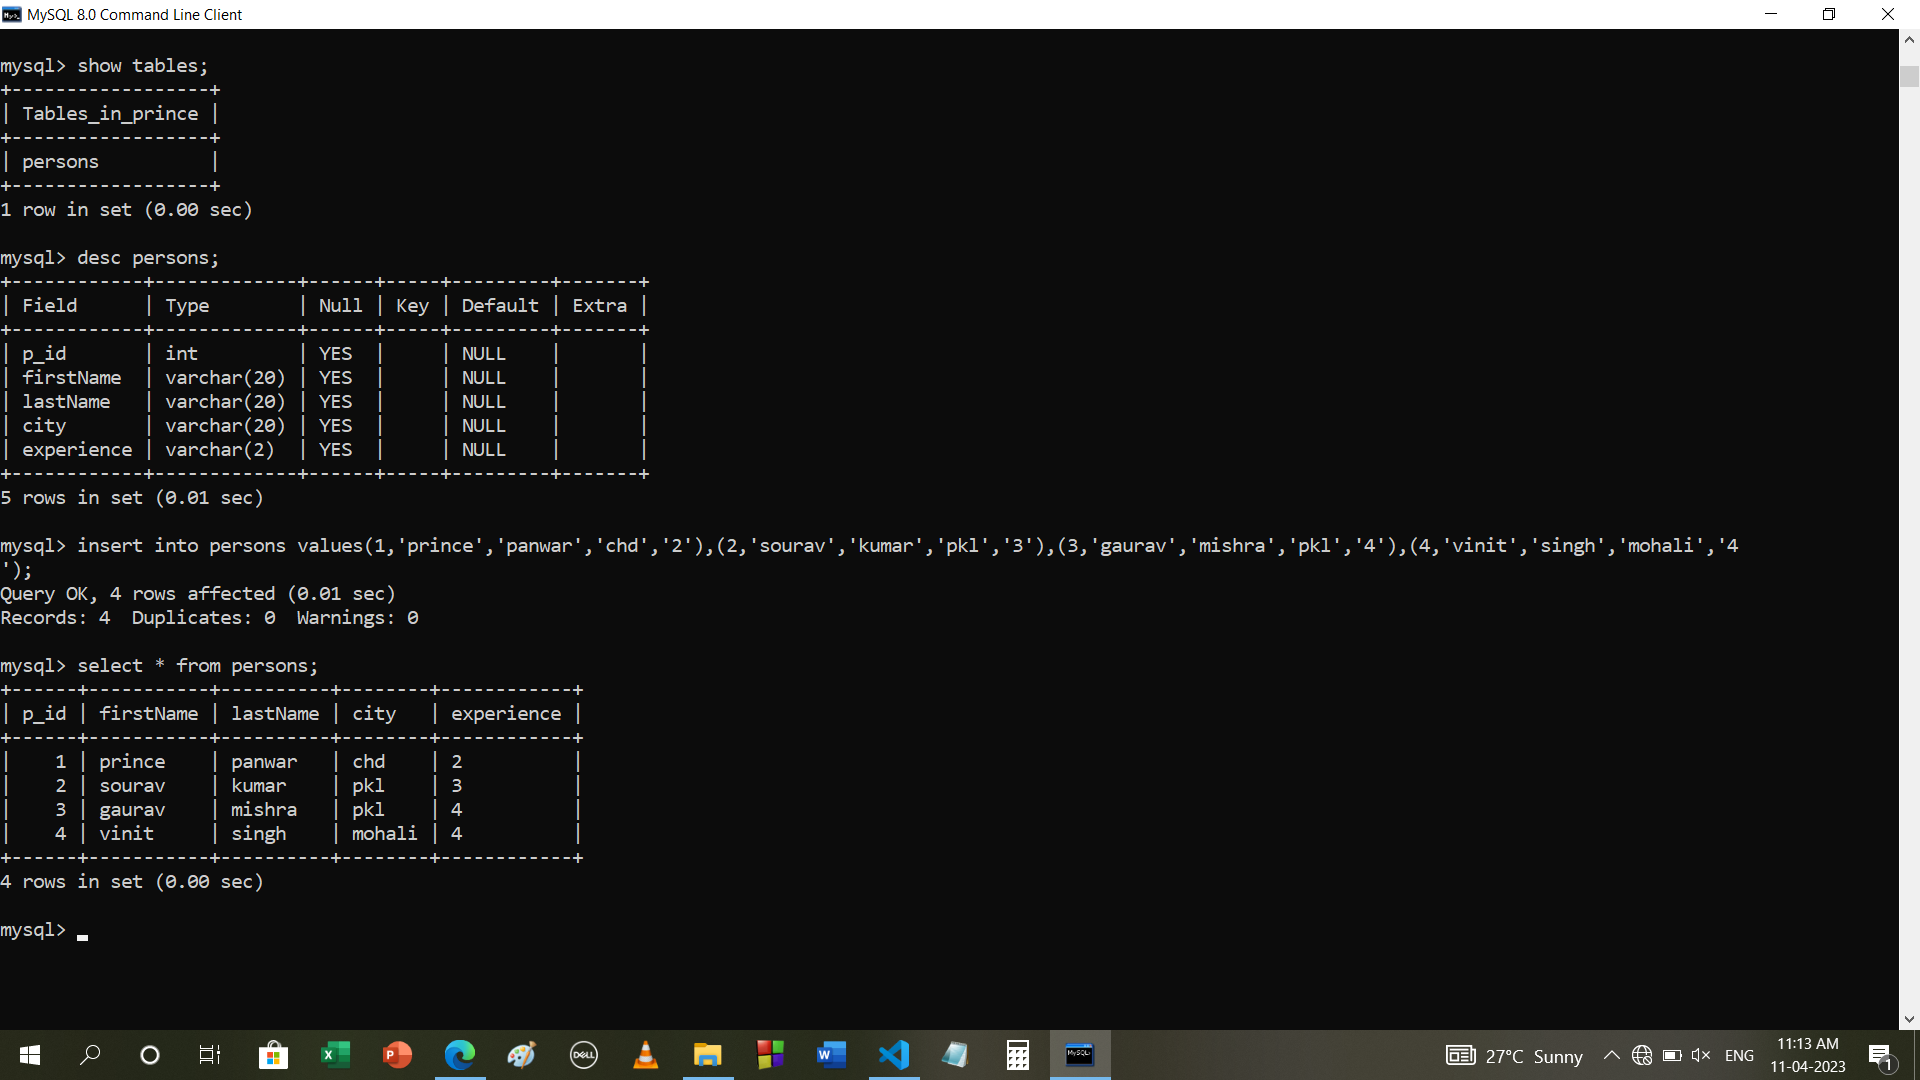 MySQL 8.0 Command Line Client
mysql> show tables;
+------------------+
| Tables_in_prince |
+------------------+
| persons          |
+------------------+
1 row in set (0.00 sec)
mysql> desc persons;
+------------+-------------+------+-----+---------+-------+
| Field      | Type        | Null | Key | Default | Extra |
+------------+-------------+------+-----+---------+-------+
| p_id       | int         | YES  |     | NULL    |       |
| firstName  | varchar(20) | YES  |     | NULL    |       |
| lastName   | varchar(20) | YES  |     | NULL    |       |
| city       | varchar(20) | YES  |     | NULL    |       |
| experience | varchar(2)  | YES  |     | NULL    |       |
+------------+-------------+------+-----+---------+-------+
5 rows in set (0.01 sec)
mysql> insert into persons values(1,'prince','panwar','chd','2'),(2,'sourav','kumar','pkl','3'),(3,'gaurav','mishra','pkl','4'),(4,'vinit','singh','mohali','4
');
Query OK, 4 rows affected (0.01 sec)
Records: 4  Duplicates: 0  Warnings: 0
mysql> select * from persons;
+------+-----------+----------+--------+------------+
| p_id | firstName | lastName | city   | experience |
+------+-----------+----------+--------+------------+
|    1 | prince    | panwar   | chd    | 2          |
|    2 | sourav    | kumar    | pkl    | 3          |
|    3 | gaurav    | mishra   | pkl    | 4          |
|    4 | vinit     | singh    | mohali | 4          |
+------+-----------+----------+--------+------------+
4 rows in set (0.00 sec)
mysql>
DELL
MySQL
27°C Sunny
ENG
11:13 AM
11-04-2023
1